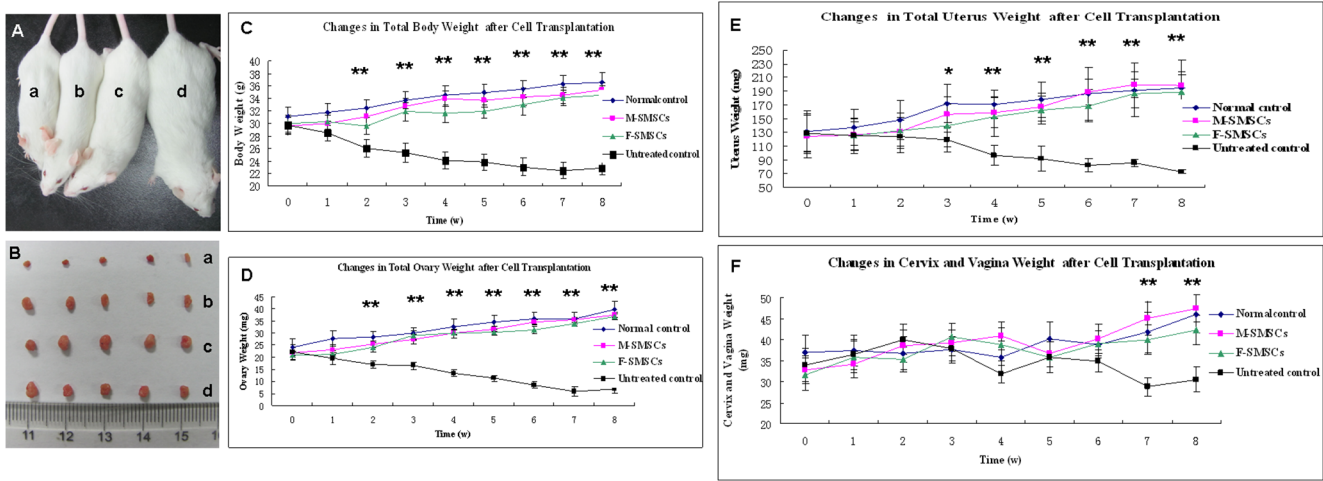 A
a
b
c
d
B
a
b
c
d
11
12
13
14
15
C
Changes in Total Body Weight after Cell Transplantation
**
**
**
**
**
**
**
Body Weight (g)
40
38
36
34
32
30
28
26
24
22
20
0 1 2 3 4 5 6 7 8
Time (w)
Normal control
M-SMSCs
F-SMSCs
Untreated control
D
Changes in Total Ovary Weight after Cell Transplantation
**
**
**
**
**
**
**
Ovary Weight (mg)
45
40
35
30
25
20
15
10
5
0
0 1 2 3 4 5 6 7 8
Time (w)
Normal control
M-SMSCs
F-SMSCs
Untreated control
E
Changes in Total Uterus Weight after Cell Transplantation
*
**
**
**
**
**
Uterus Weight (mg)
250
230
210
190
170
150
130
110
90
70
50
0 1 2 3 4 5 6 7 8
Time (w)
Normal cntrol
M-SMSCs
F-SMSCs
Untreated control
F
Changes in Cervix and Vagina Weight after Cell Transplantation
**
**
Cervix and Vagina Weight
(mg)
50
45
40
35
30
25
20
0 1 2 3 4 5 6 7 8
Time (w)
Normal control
M-SMSCs
F-SMSCs
Untreated control